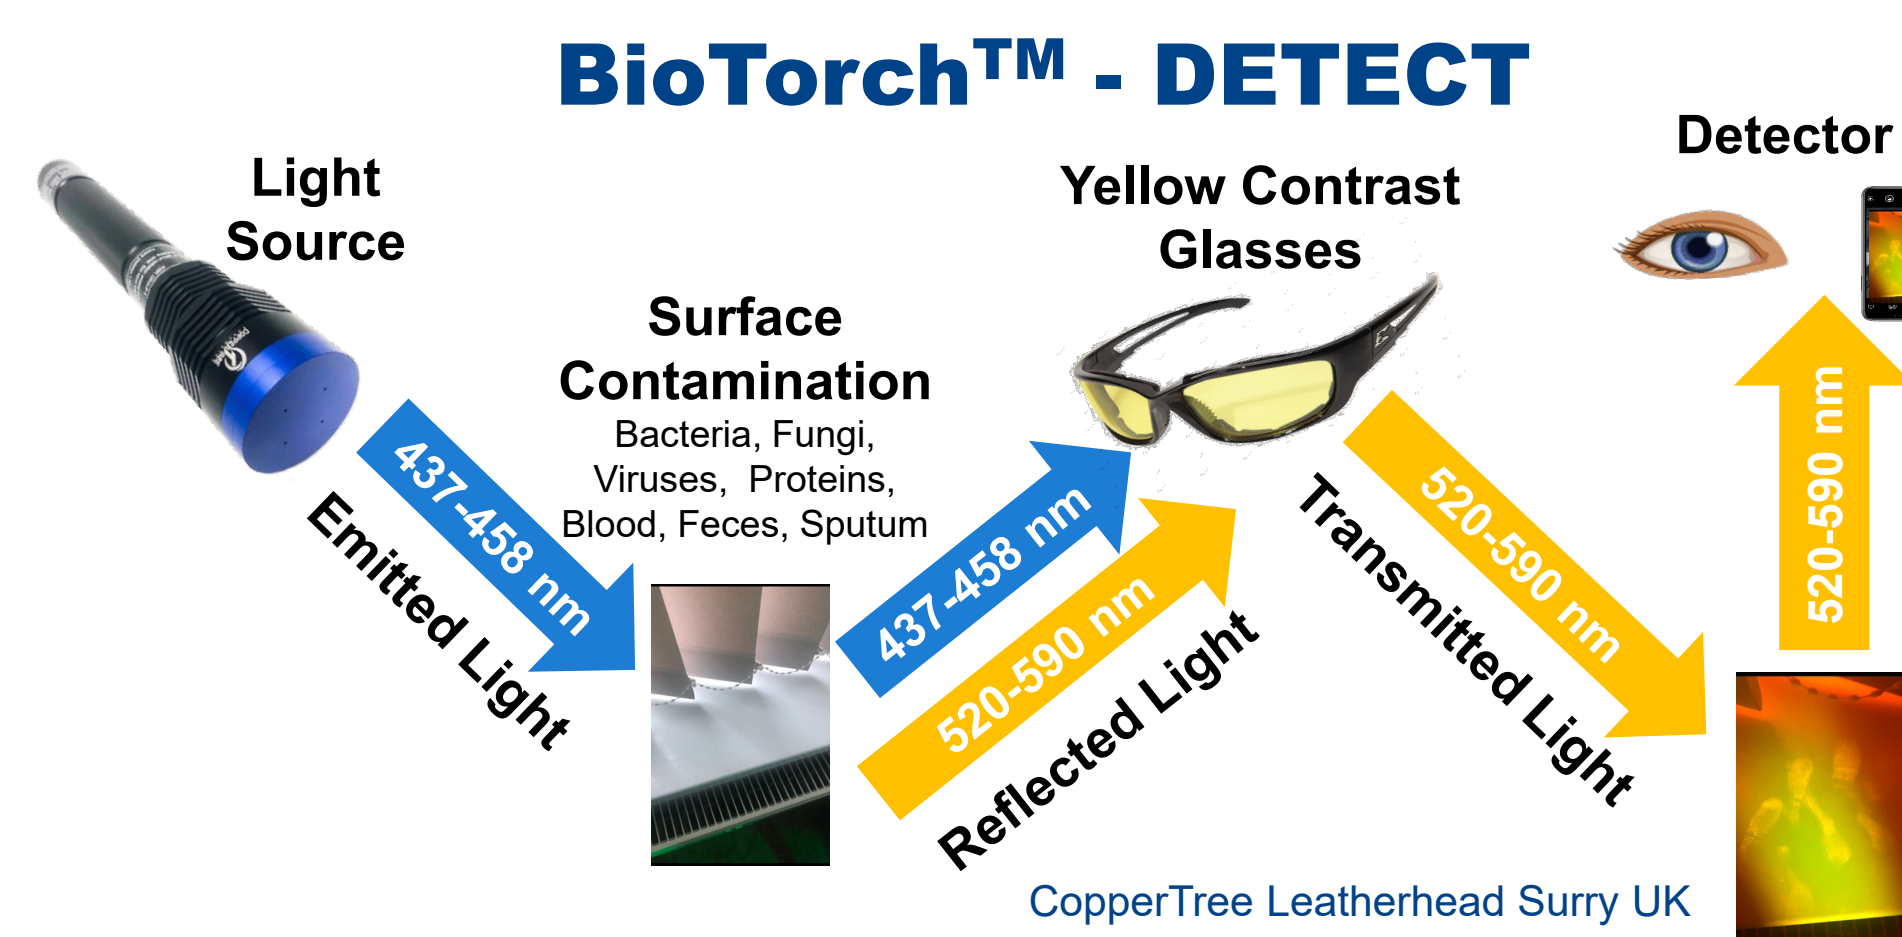 BioTorch™ - DETECT
Detector
Light
Source
Yellow Contrast
Glasses
Surface
Contamination
Bacteria, Fungi,
Viruses, Proteins,
Blood, Feces, Sputum
437-458 nm
Emitted Light
437-458 nm
520-590 nm
Reflected Light
520-590 nm
Transmitted Light
520-590 nm
CopperTree Leatherhead Surry UK